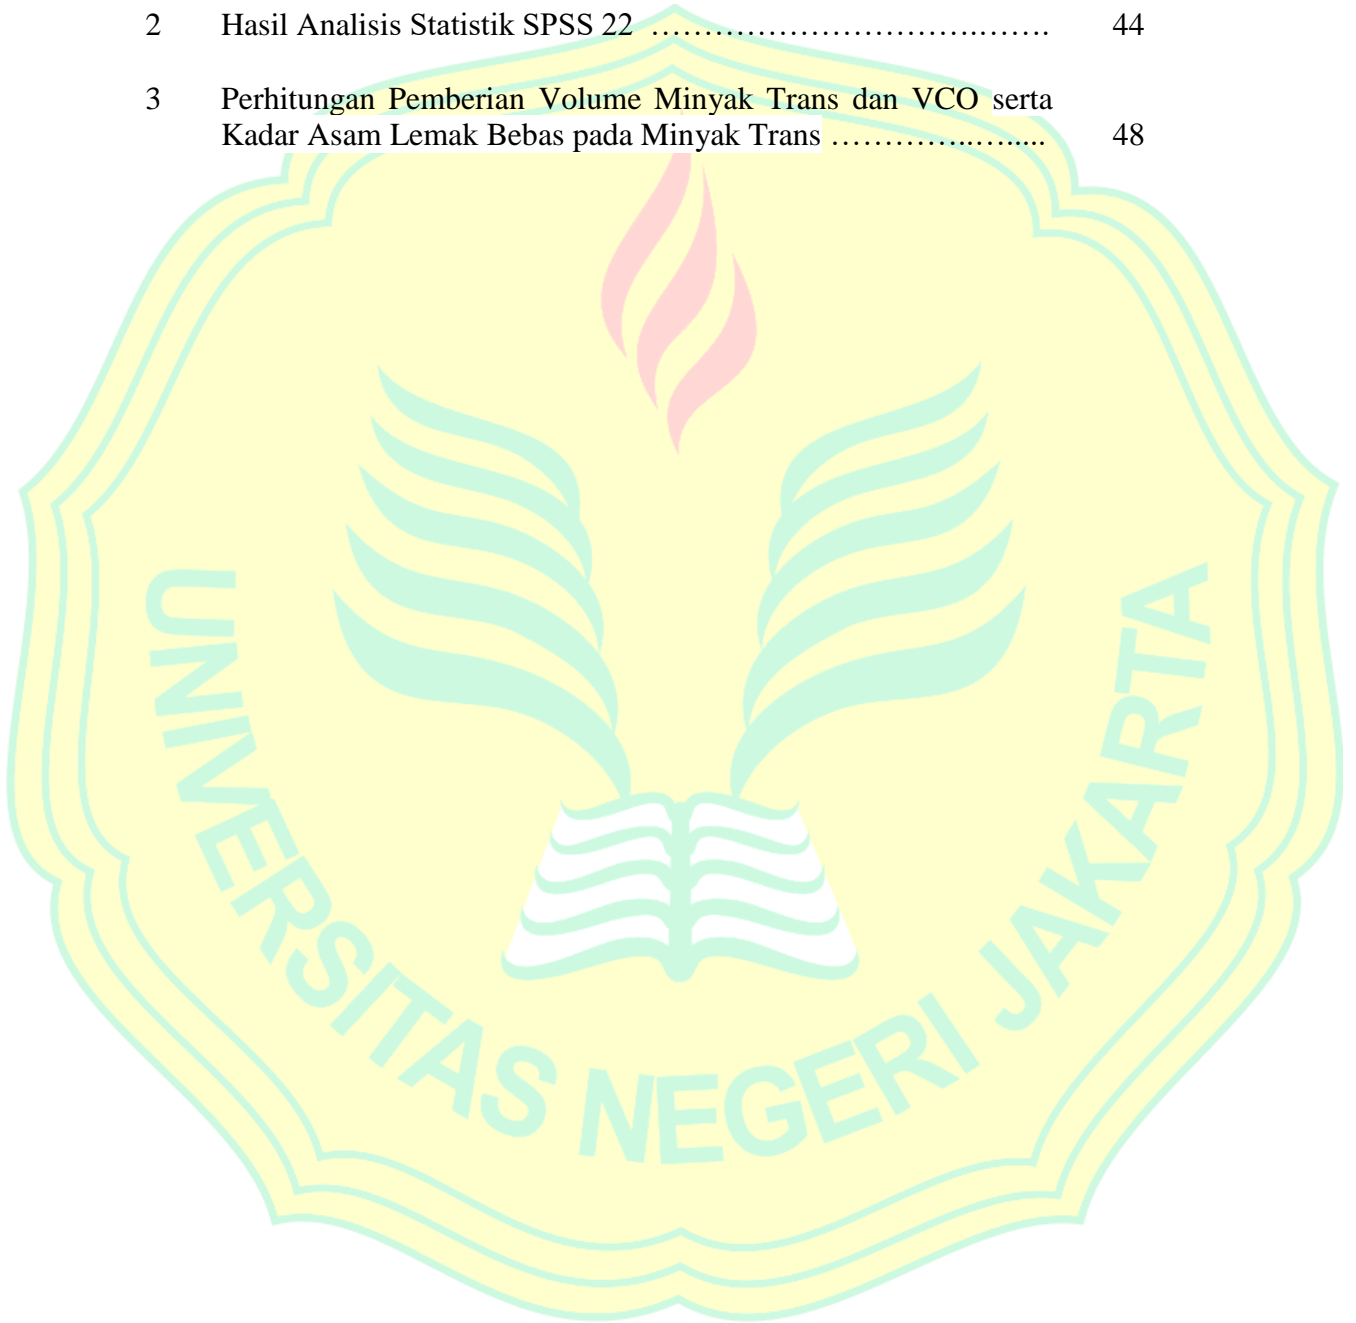 2 Hasil Analisis Statistik SPSS 22 ………………………….……. 44
3 Perhitungan Pemberian Volume Minyak Trans dan VCO serta
Kadar Asam Lemak Bebas pada Minyak Trans …………..…..... 48
UNIVERSITAS NEGERI JAKARTA